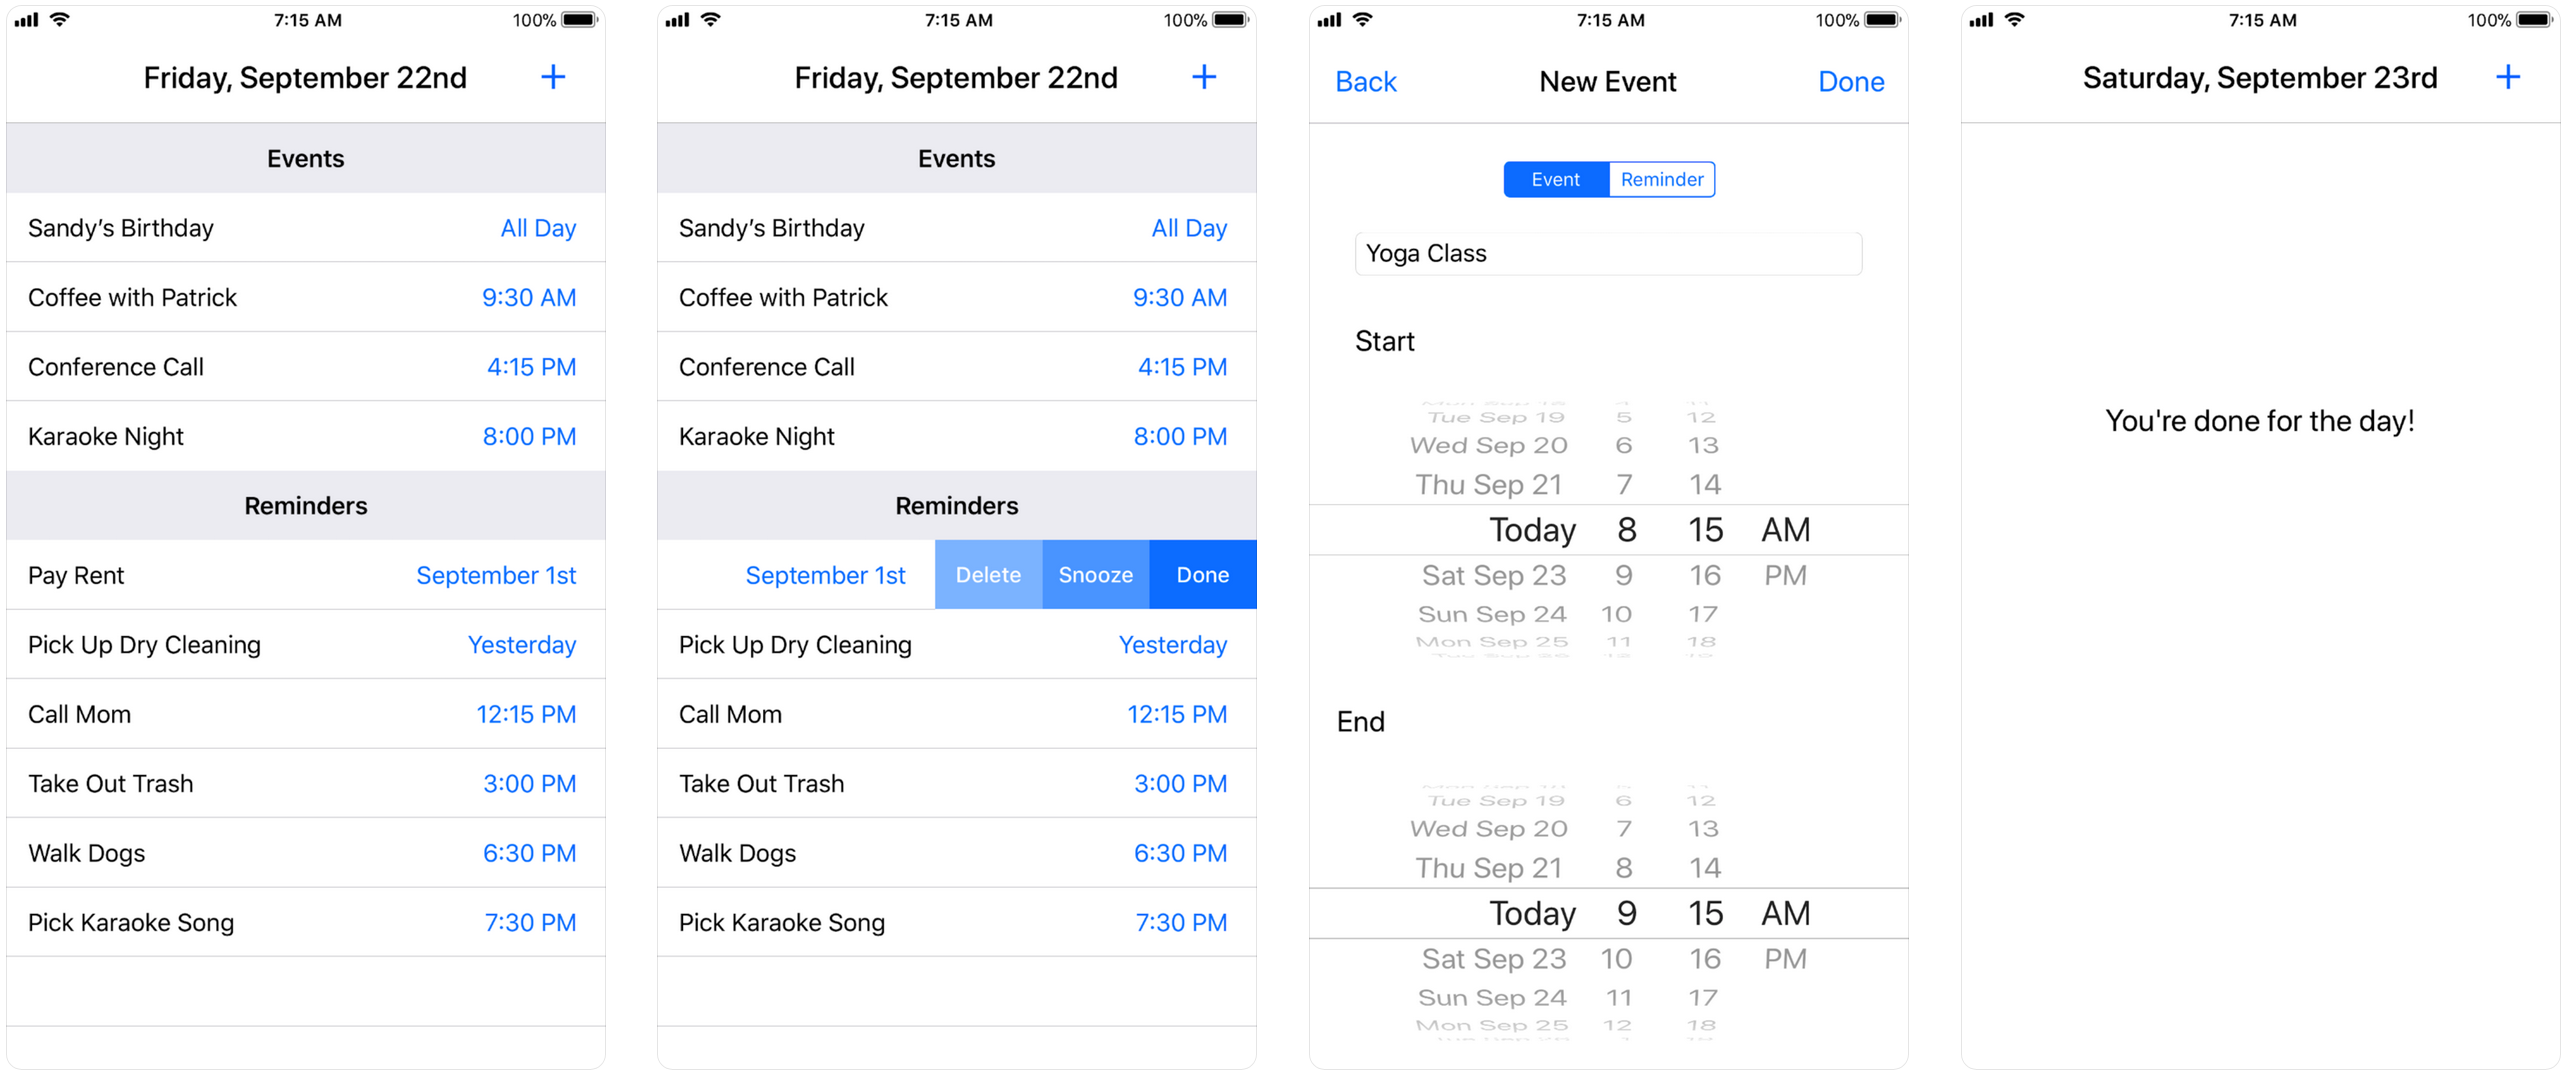 7:15 AM 100%
Friday, September 22nd +
Events
Sandy’s Birthday All Day
Coffee with Patrick 9:30 AM
Conference Call 4:15 PM
Karaoke Night 8:00 PM
Reminders
Pay Rent September 1st
Pick Up Dry Cleaning Yesterday
Call Mom 12:15 PM
Take Out Trash 3:00 PM
Walk Dogs 6:30 PM
Pick Karaoke Song 7:30 PM
7:15 AM 100%
Friday, September 22nd +
Events
Sandy’s Birthday All Day
Coffee with Patrick 9:30 AM
Conference Call 4:15 PM
Karaoke Night 8:00 PM
Reminders
September 1st Delete Snooze Done
Pick Up Dry Cleaning Yesterday
Call Mom 12:15 PM
Take Out Trash 3:00 PM
Walk Dogs 6:30 PM
Pick Karaoke Song 7:30 PM
7:15 AM 100%
Back New Event Done
Event Reminder
Yoga Class
Start
Tue Sep 19 5 12
Wed Sep 20 6 13
Thu Sep 21 7 14
Today 8 15 AM
Sat Sep 23 9 16 PM
Sun Sep 24 10 17
Mon Sep 25 11 18
End
Tue Sep 19 6 12
Wed Sep 20 7 13
Thu Sep 21 8 14
Today 9 15 AM
Sat Sep 23 10 16 PM
Sun Sep 24 11 17
Mon Sep 25 12 18
7:15 AM 100%
Saturday, September 23rd +
You're done for the day!